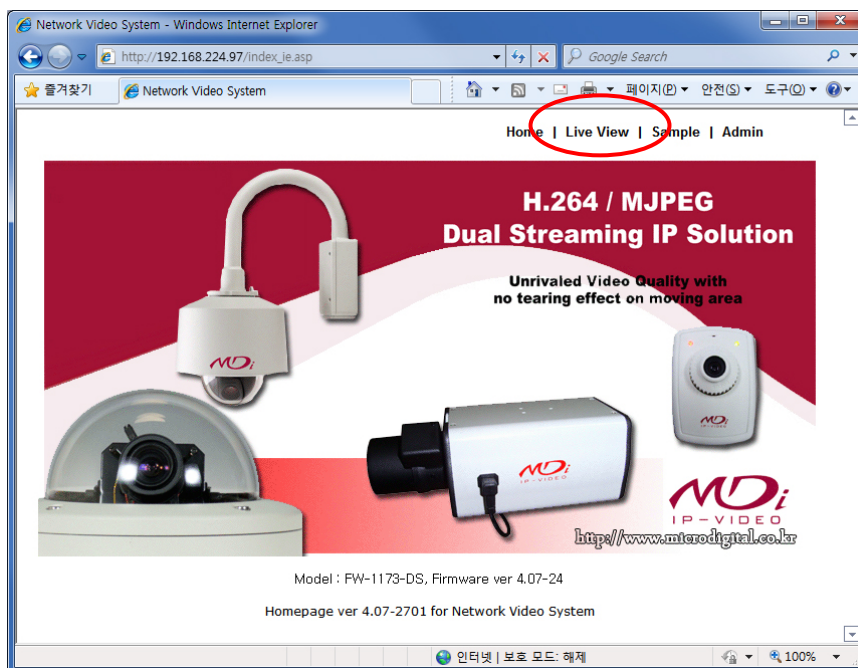 Network Video System - Windows Internet Explorer
http://192.168.224.97/index_ie.asp
Google Search
즐겨찾기
Network Video System
페이지(P)
안전(S)
도구(O)
Home | Live View | Sample | Admin
H.264 / MJPEG
Dual Streaming IP Solution
Unrivaled Video Quality with
no tearing effect on moving area
MDi
MDi
IP-VIDEO
MDi
MDi
IP-VIDEO
http://www.microdigital.co.kr
Model : FW-1173-DS, Firmware ver 4.07-24
Homepage ver 4.07-2701 for Network Video System
인터넷 | 보호 모드: 해제
100%